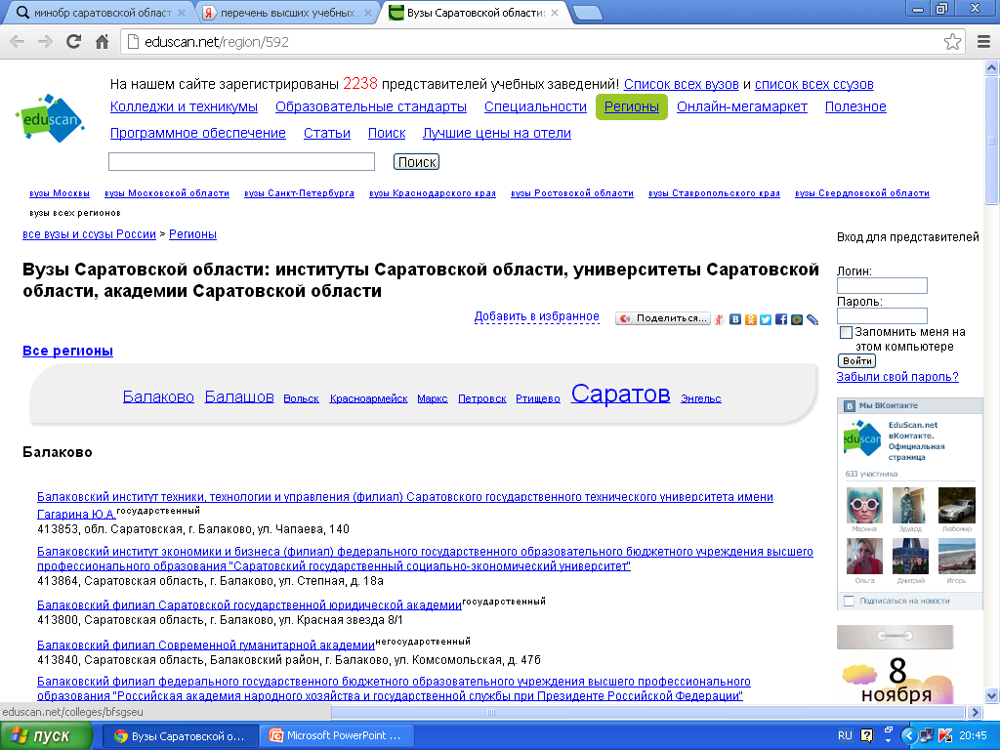 минобр саратовской област
перечень высших учебных
Вузы Саратовской области:
eduscan.net/region/592
На нашем сайте зарегистрированы 2238 представителей учебных заведений! Список всех вузов и список всех ссузов
eduscan
Колледжи и техникумы Образовательные стандарты Специальности Регионы Онлайн-мегамаркет Полезное
Программное обеспечение Статьи Поиск Лучшие цены на отели
Поиск
вузы Москвы вузы Московской области вузы Санкт-Петербурга вузы Краснодарского края вузы Ростовской области вузы Ставропольского края вузы Свердловской области
вузы всех регионов
все вузы и ссузы России > Регионы
Вузы Саратовской области: институты Саратовской области, университеты Саратовской
области, академии Саратовской области
Добавить в избранное Поделиться...
Все регионы
Балаково Балашов Вольск Красноармейск Маркс Петровск Ртищево Саратов Энгельс
Балаково
Балаковский институт техники, технологии и управления (филиал) Саратовского государственного технического университета имени
Гагарина Ю.А. государственный
413853, обл. Саратовская, г. Балаково, ул. Чапаева, 140
Балаковский институт экономики и бизнеса (филиал) федерального государственного образовательного бюджетного учреждения высшего
профессионального образования "Саратовский государственный социально-экономический университет"
413864, Саратовская область, г. Балаково, ул. Степная, д. 18а
Балаковский филиал Саратовской государственной юридической академии государственный
413800, Саратовская область, г. Балаково, ул. Красная звезда 8/1
Балаковский филиал Современной гуманитарной академии негосударственный
413840, Саратовская область, Балаковский район, г. Балаково, ул. Комсомольская, д. 47б
Балаковский филиал федерального государственного бюджетного образовательного учреждения высшего профессионального
образования "Российская академия народного хозяйства и государственной службы при Президенте Российской Федерации"
Вход для представителей
Логин:
Пароль:
Запомнить меня на
этом компьютере
Войти
Забыли свой пароль?
Мы ВКонтакте
EduScan.net
вКонтакте.
Официальная
страница
633 участника
Марина Эдуард Любомир
Ольга Дмитрий Игорь
Подписаться на новости
8
ноября
eduscan.net/colleges/bfsgseu
пуск
Вузы Саратовской о...
Microsoft PowerPoint ...
RU
20:45